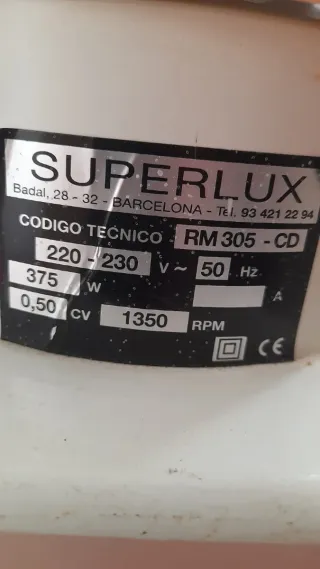 SUPERLUX
Badal, 28 - 32 - BARCELONA - Tel. 93 421 22 94
CODIGO TECNICO RM 305 - CD
220 - 230 V ~ 50 Hz
375 W A
0,50 CV 1350 RPM
CE